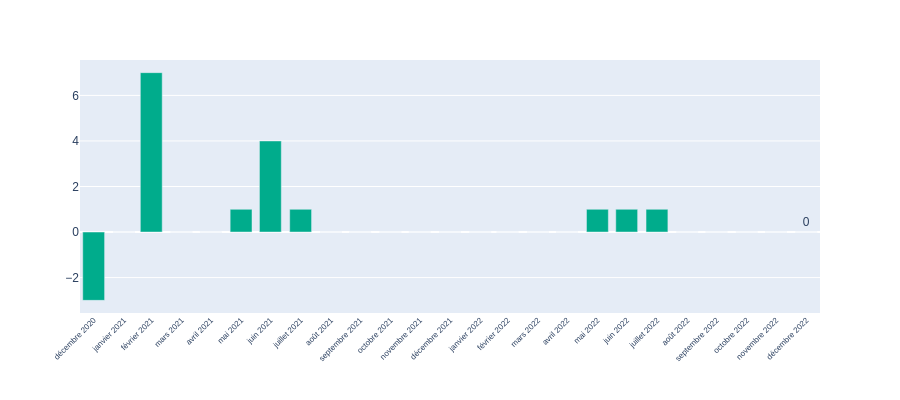 6
4
2
0
0
−2
décembre 2020
janvier 2021
février 2021
mars 2021
avril 2021
mai 2021
juin 2021
juillet 2021
août 2021
septembre 2021
octobre 2021
novembre 2021
décembre 2021
janvier 2022
février 2022
mars 2022
avril 2022
mai 2022
juin 2022
juillet 2022
août 2022
septembre 2022
octobre 2022
novembre 2022
décembre 2022